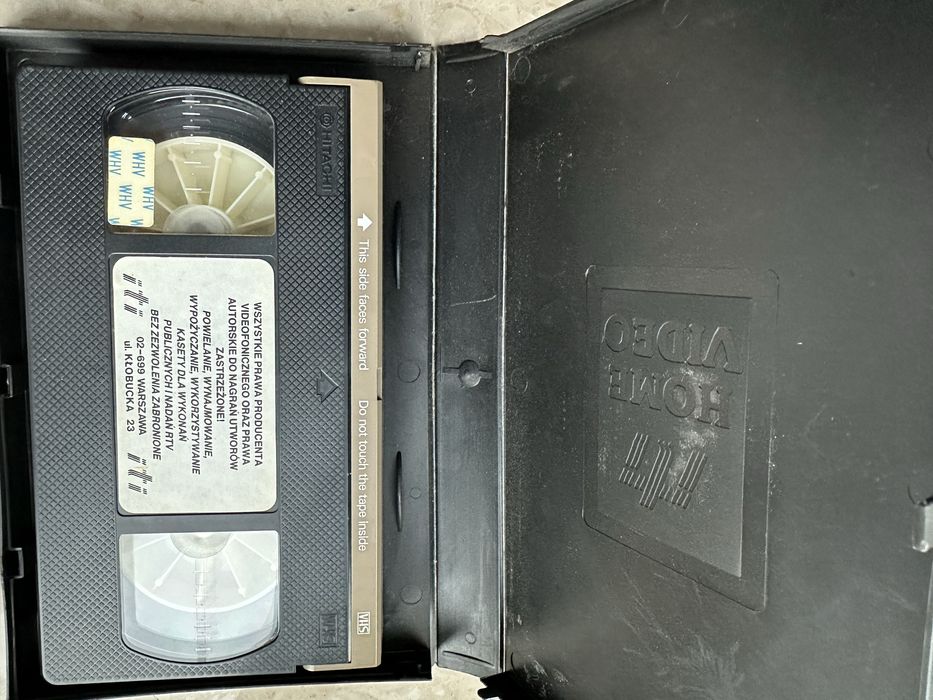 WHV WHV
WHV WHV
HITACHI
This side faces forward Do not touch the tape inside
VHS
WSZYSTKIE PRAWA PRODUCENTA
VIDEOFONICZNEGO ORAZ PRAWA
AUTORSKIE DO NAGRAŃ UTWORÓW
ZASTRZEŻONE!
POWIELANIE, WYNAJMOWANIE,
WYPOŻYCZANIE, WYKORZYSTYWANIE
KASETY DLA WYKONAŃ
PUBLICZNYCH I NADAŃ RTV
BEZ ZEZWOLENIA ZABRONIONE
02-699 WARSZAWA
ul. KŁOBUCKA 23
VHS
HOME
VIDEO